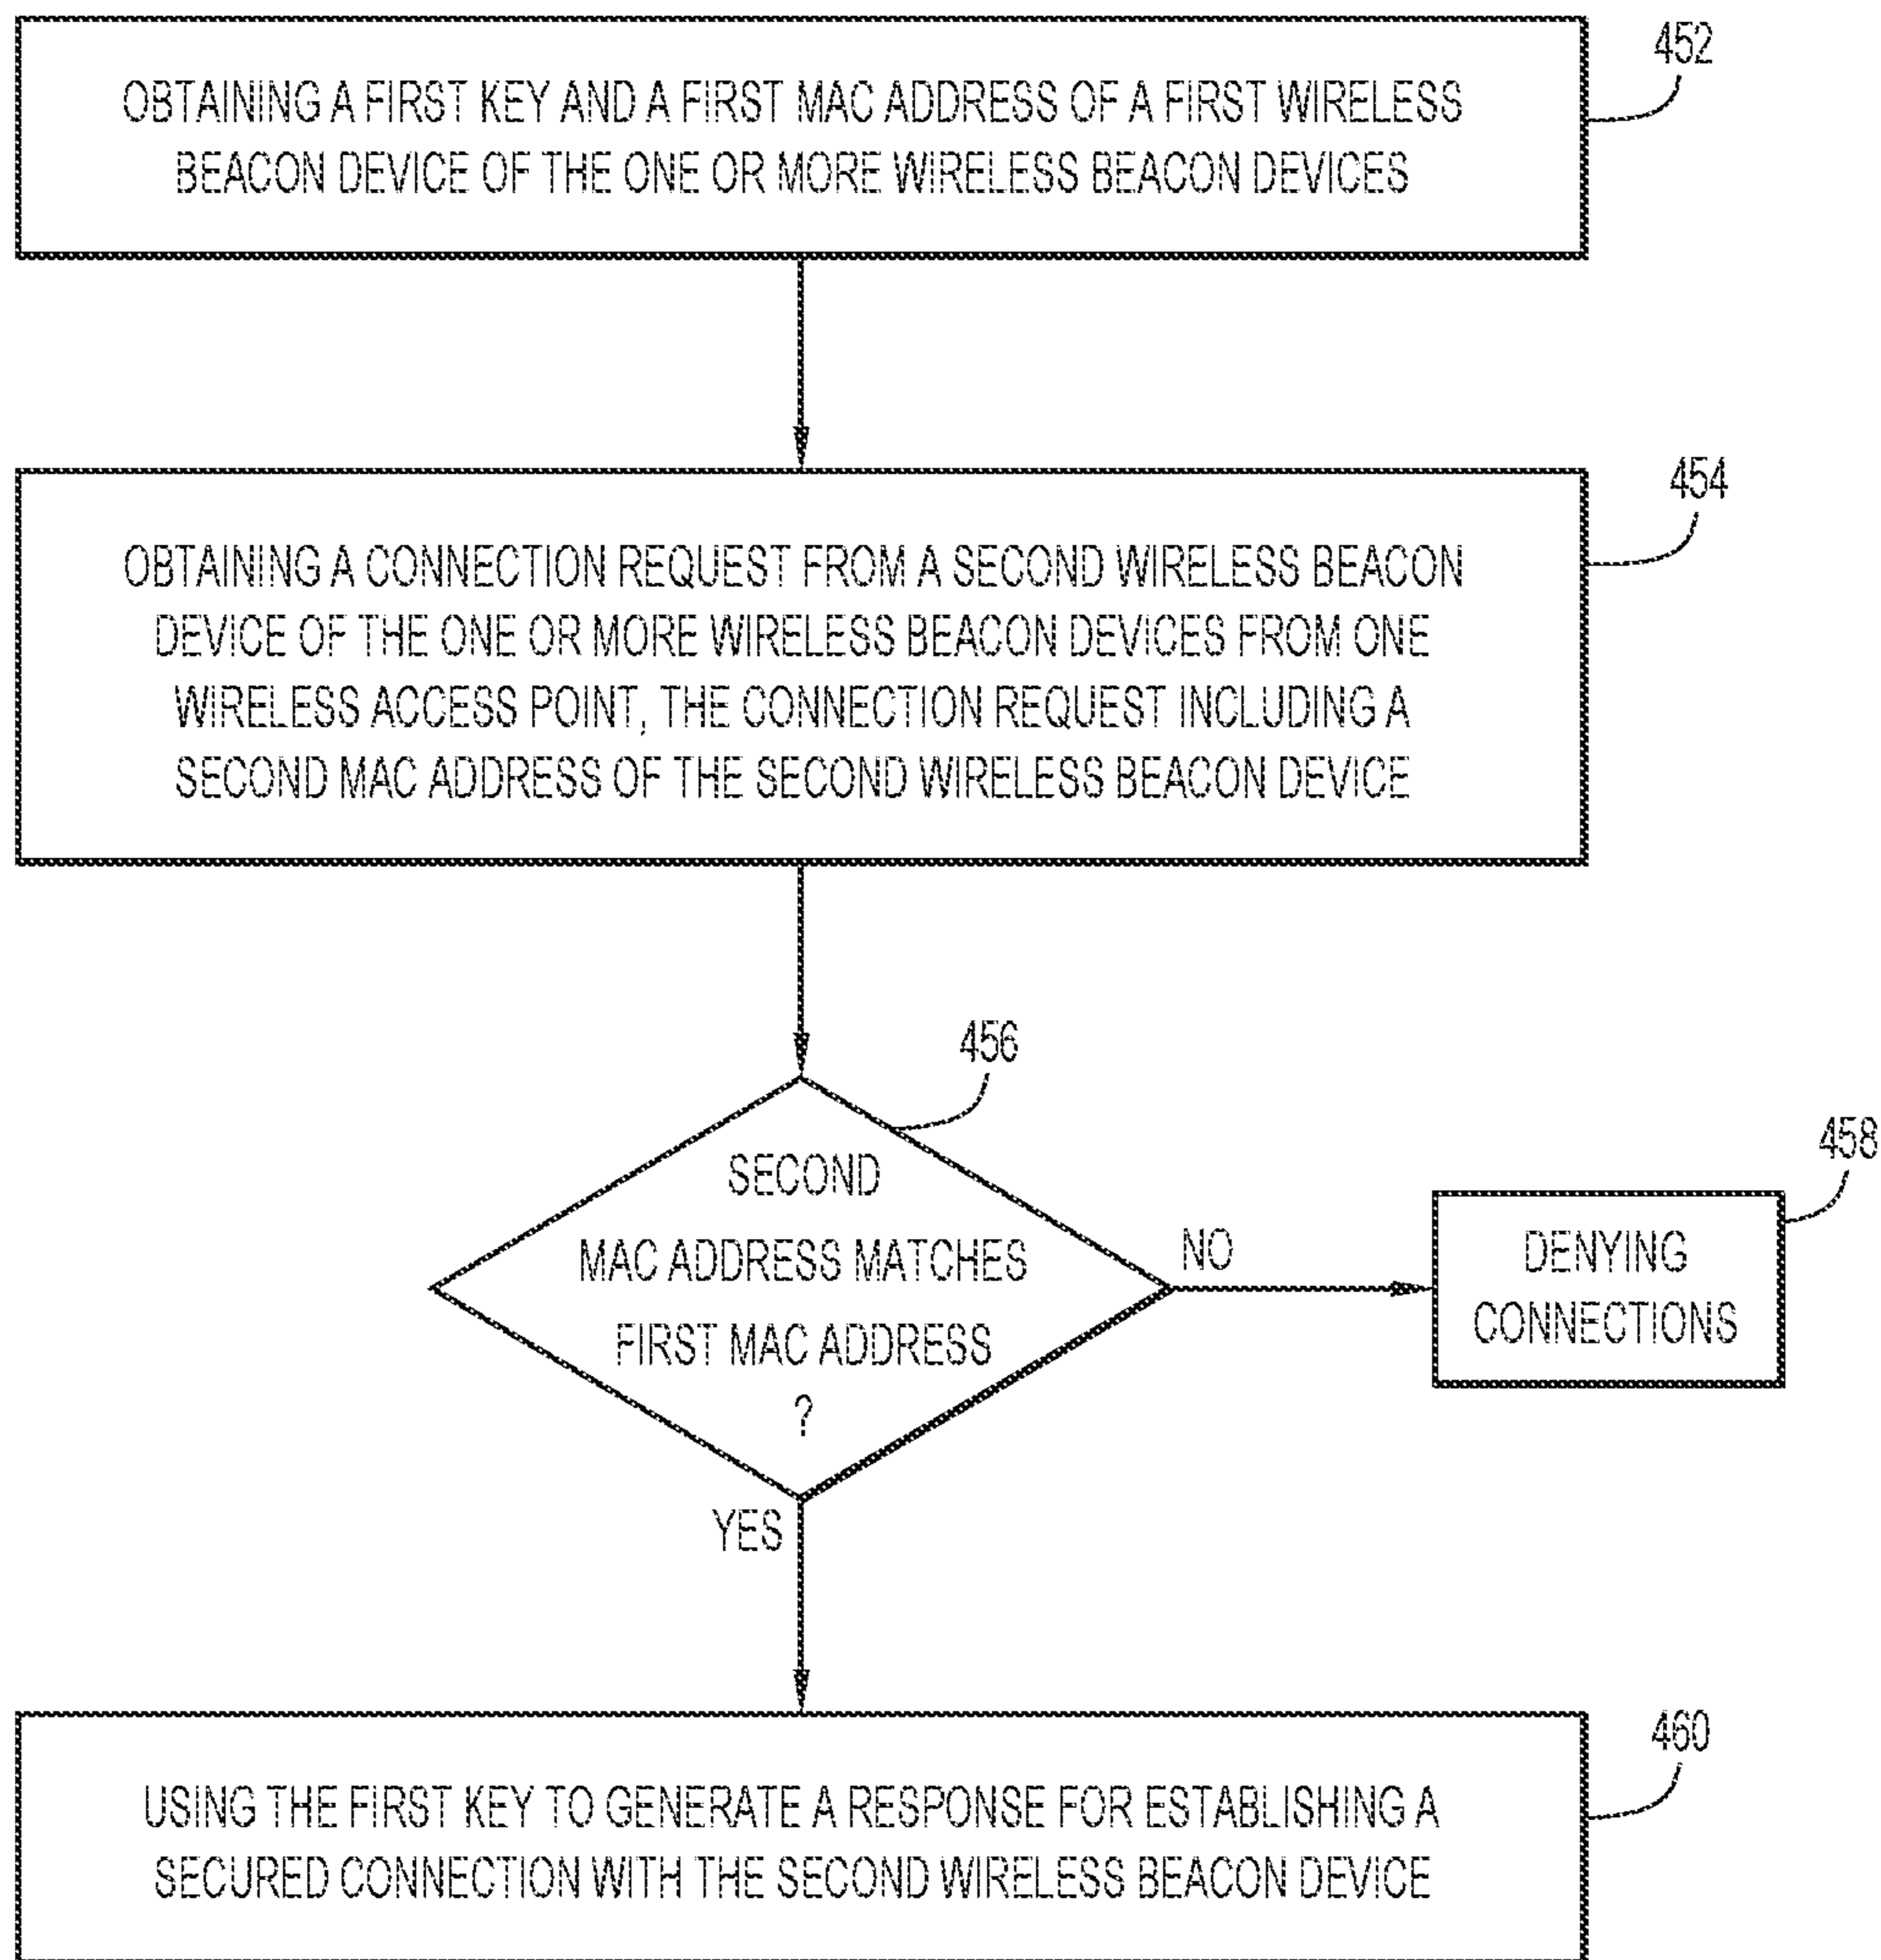 452
OBTAINING A FIRST KEY AND A FIRST MAC ADDRESS OF A FIRST WIRELESS
BEACON DEVICE OF THE ONE OR MORE WIRELESS BEACON DEVICES
454
OBTAINING A CONNECTION REQUEST FROM A SECOND WIRELESS BEACON
DEVICE OF THE ONE OR MORE WIRELESS BEACON DEVICES FROM ONE
WIRELESS ACCESS POINT, THE CONNECTION REQUEST INCLUDING A
SECOND MAC ADDRESS OF THE SECOND WIRELESS BEACON DEVICE
456
SECOND
MAC ADDRESS MATCHES
FIRST MAC ADDRESS
?
NO
458
DENYING
CONNECTIONS
YES
460
USING THE FIRST KEY TO GENERATE A RESPONSE FOR ESTABLISHING A
SECURED CONNECTION WITH THE SECOND WIRELESS BEACON DEVICE